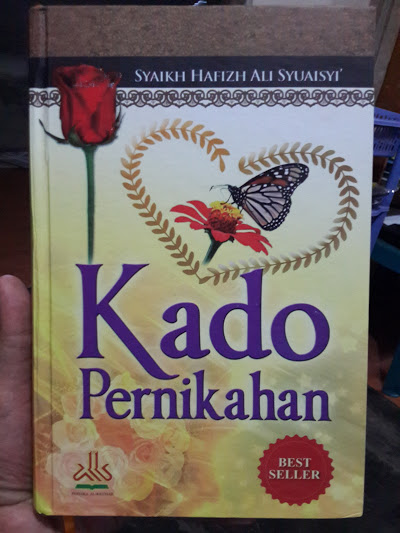 SYAIKH HAFIZH ALI SYUAISYI'
Kado
Pernikahan
BEST
SELLER